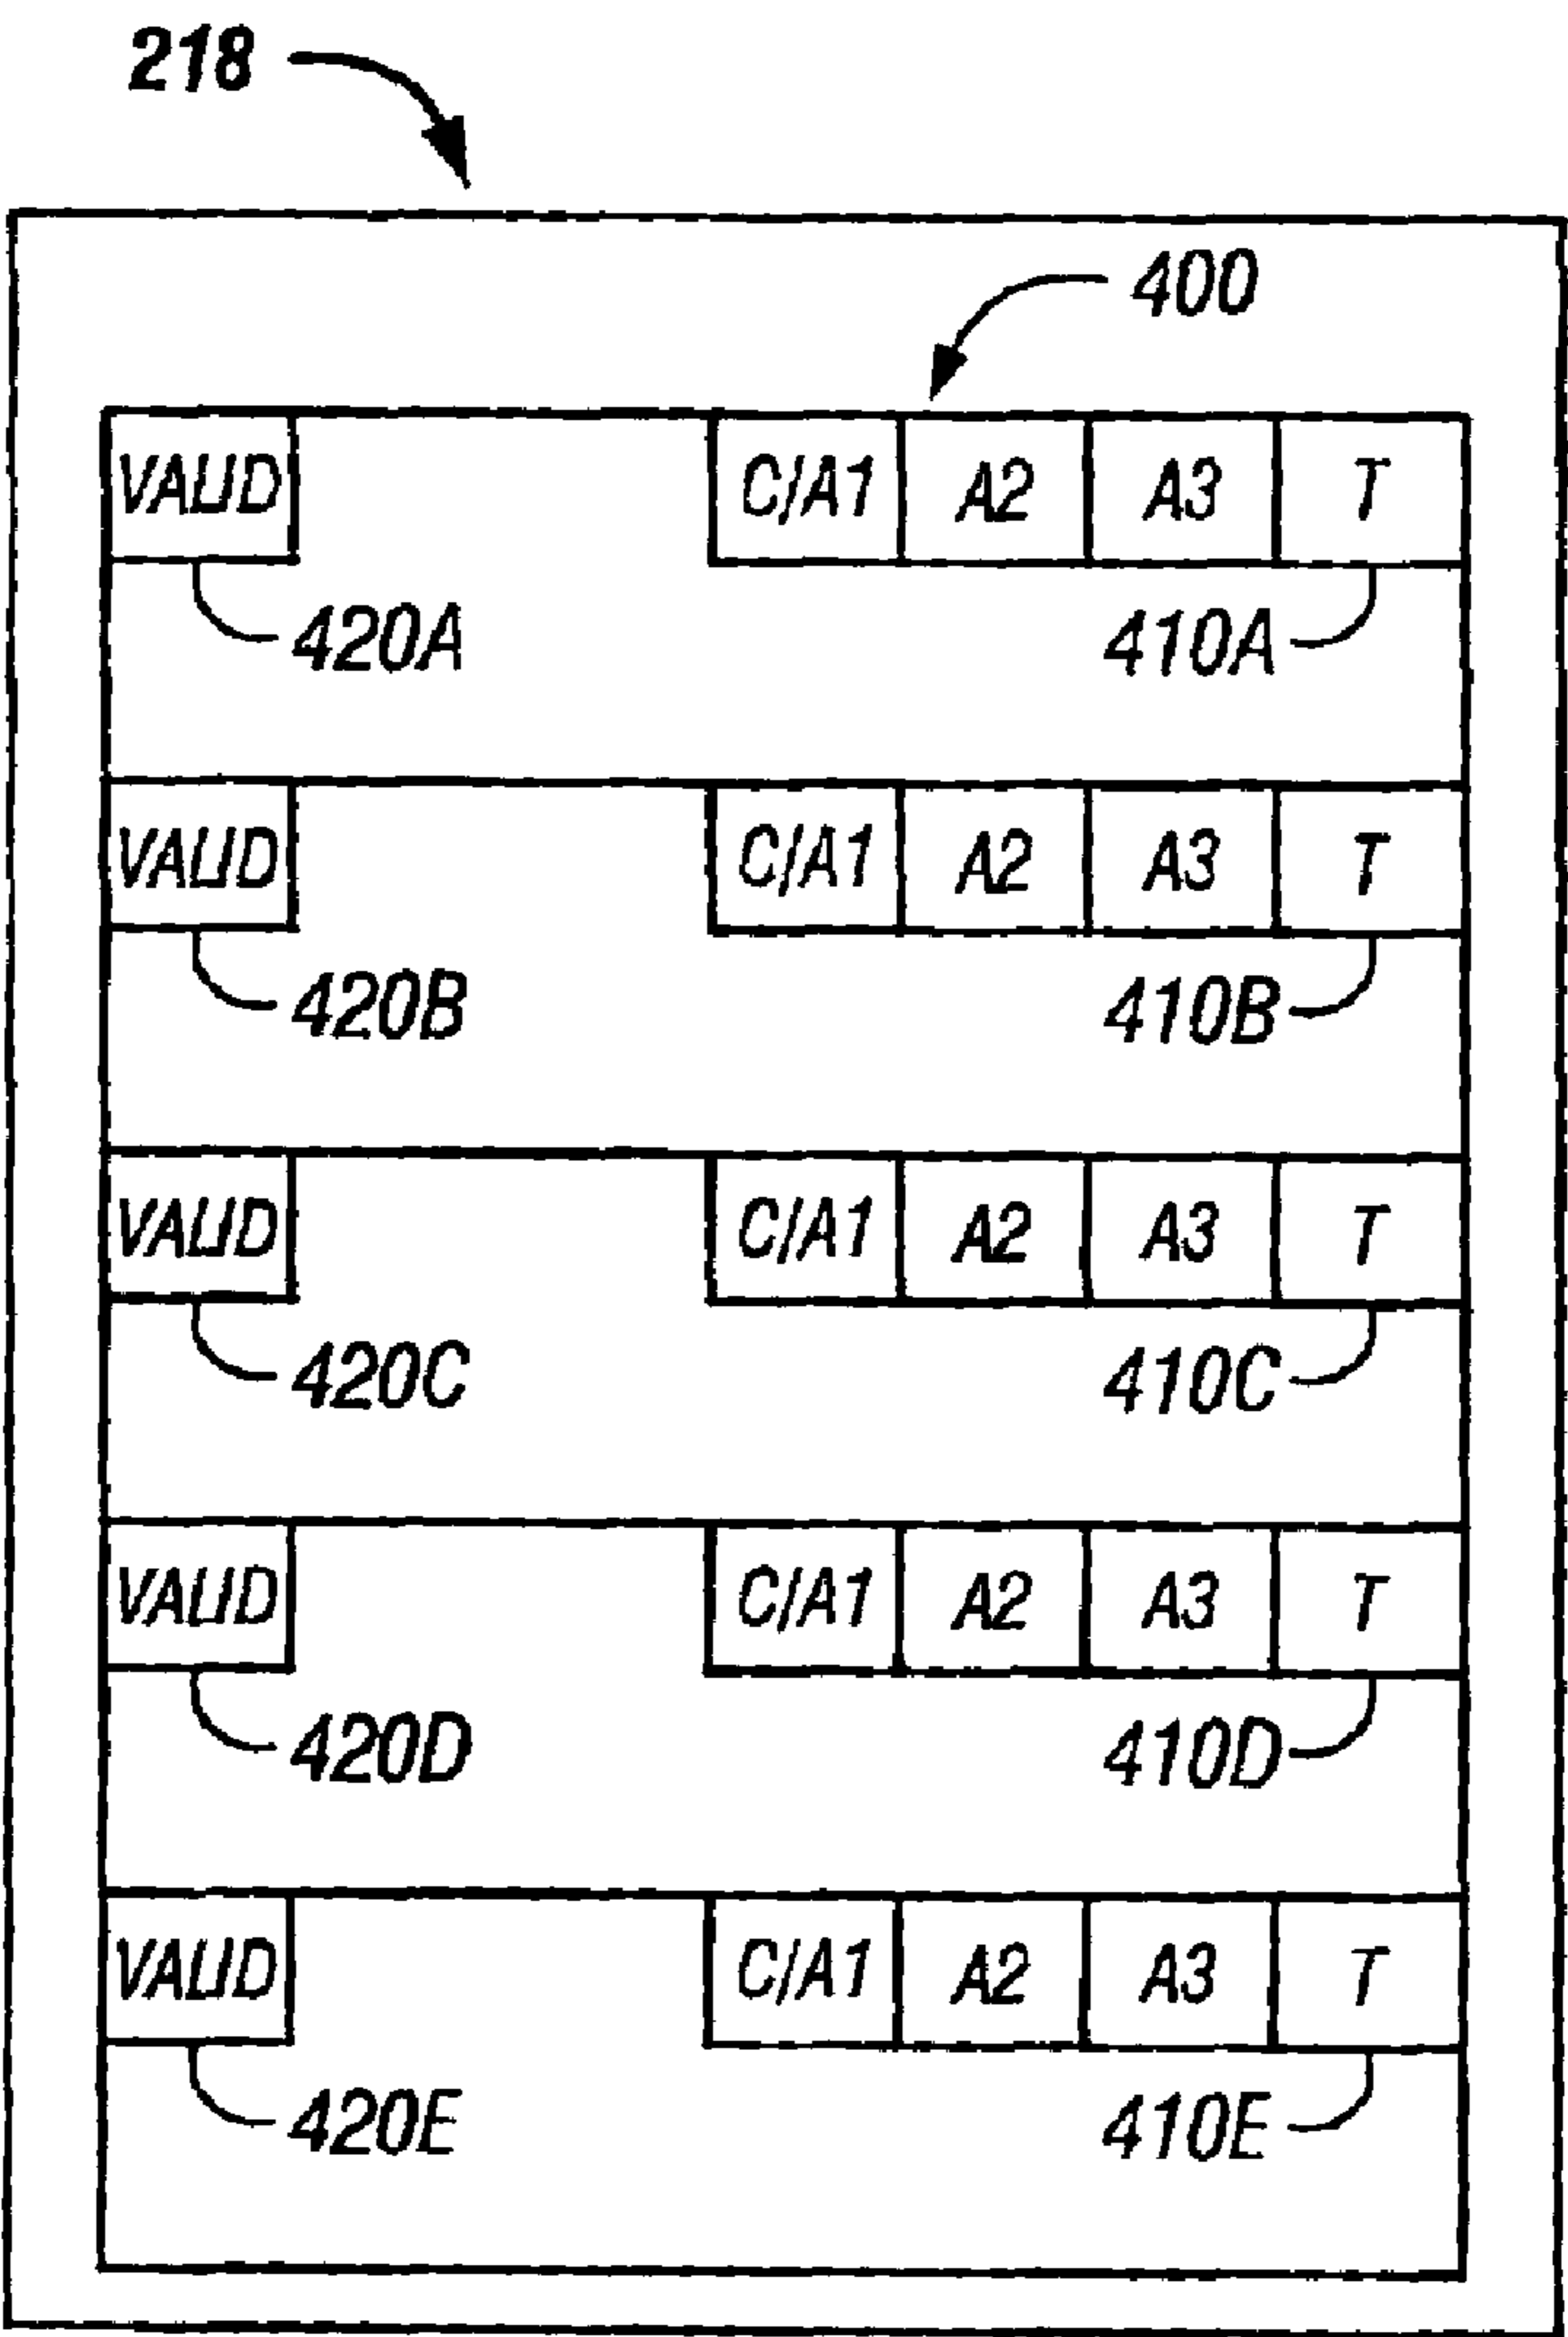 218
400
VALID C/A1 A2 A3 T
420A 410A
VALID C/A1 A2 A3 T
420B 410B
VALID C/A1 A2 A3 T
420C 410C
VALID C/A1 A2 A3 T
420D 410D
VALID C/A1 A2 A3 T
420E 410E